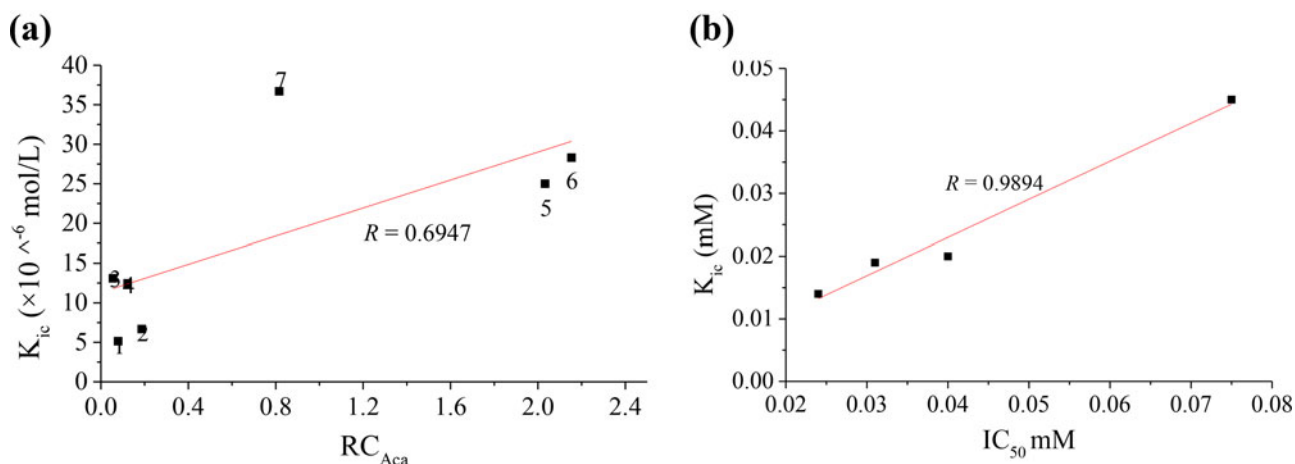 (a)
40
35
30
25
20
15
10
5
0
K_ic (×10 ^-6 mol/L)
7
6
5
R = 0.6947
3
4
2
1
0.0 0.4 0.8 1.2 1.6 2.0 2.4
RC_Aca
(b)
0.05
0.04
0.03
0.02
0.01
0.00
K_ic (mM)
R = 0.9894
0.02 0.03 0.04 0.05 0.06 0.07 0.08
IC_50 mM